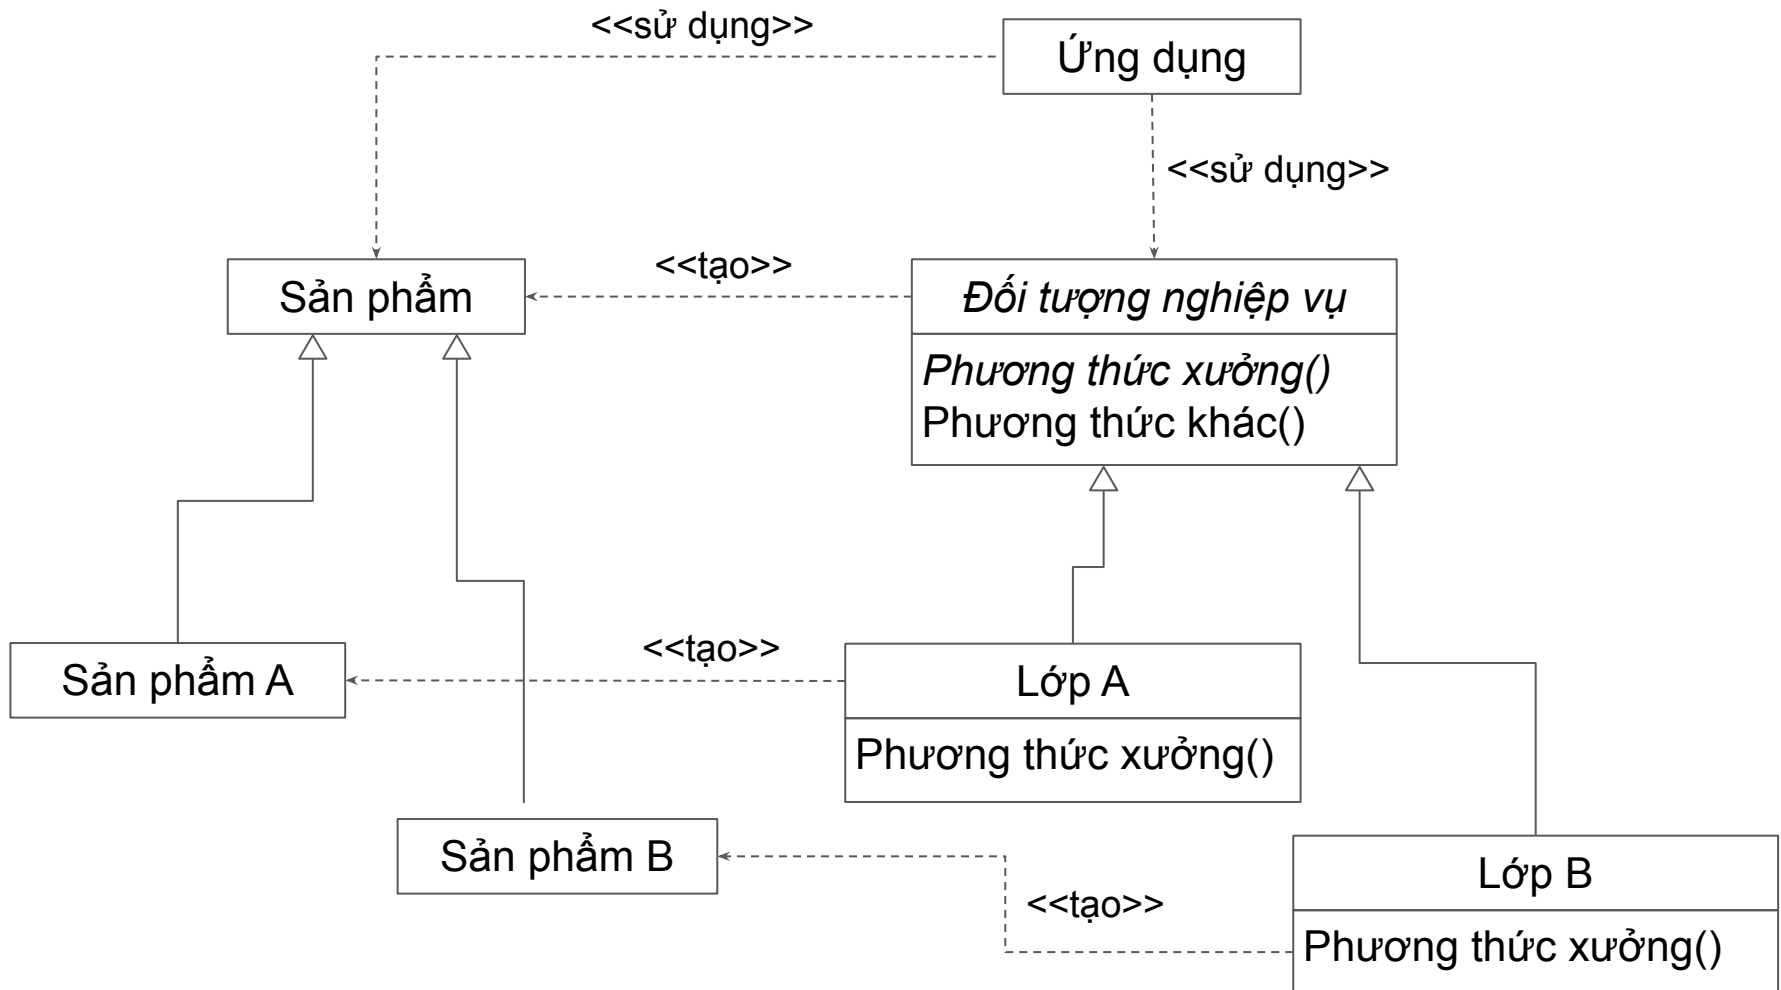 <<sử dụng>>
Ứng dụng
<<sử dụng>>
Sản phẩm
<<tạo>>
Đối tượng nghiệp vụ
Phương thức xưởng()
Phương thức khác()
Sản phẩm A
<<tạo>>
Lớp A
Phương thức xưởng()
Sản phẩm B
<<tạo>>
Lớp B
Phương thức xưởng()